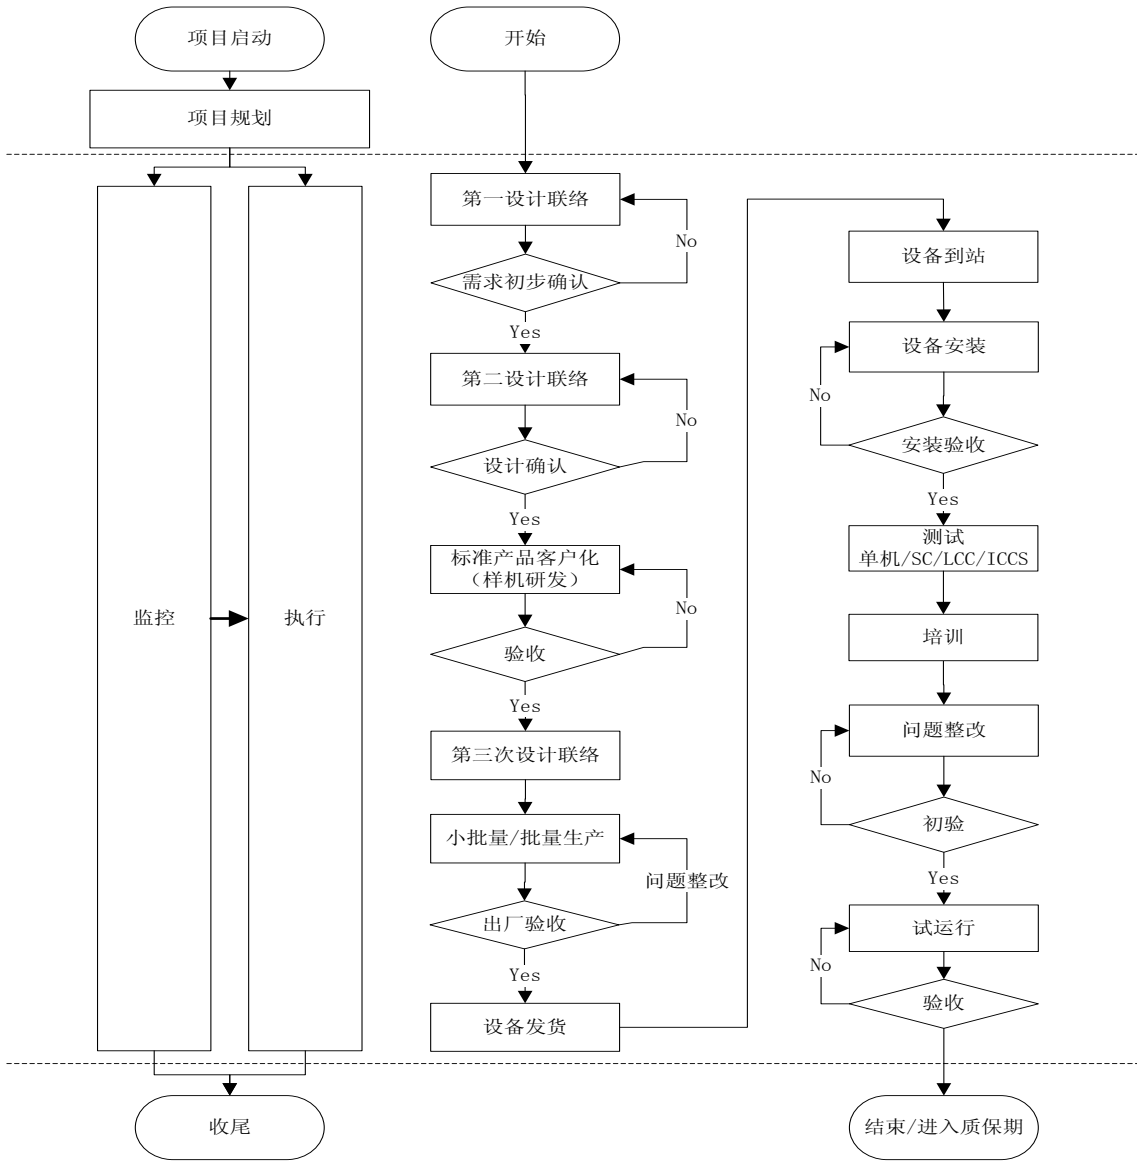 项目启动
项目规划
监控
执行
收尾
开始
第一设计联络
No
需求初步确认
Yes
第二设计联络
No
设计确认
Yes
标准产品客户化
（样机研发）
No
验收
Yes
第三次设计联络
小批量/批量生产
问题整改
出厂验收
Yes
设备发货
设备到站
设备安装
No
安装验收
Yes
测试
单机/SC/LCC/ICCS
培训
问题整改
No
初验
Yes
试运行
No
验收
结束/进入质保期